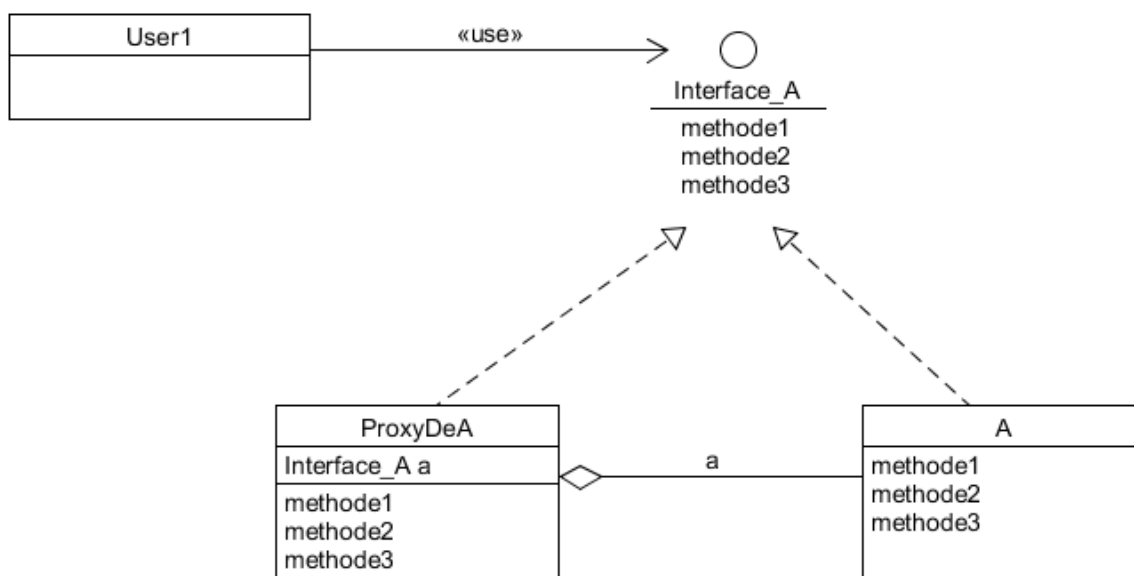 User1
«use»
Interface_A
methode1
methode2
methode3
ProxyDeA
Interface_A a
methode1
methode2
methode3
a
A
methode1
methode2
methode3